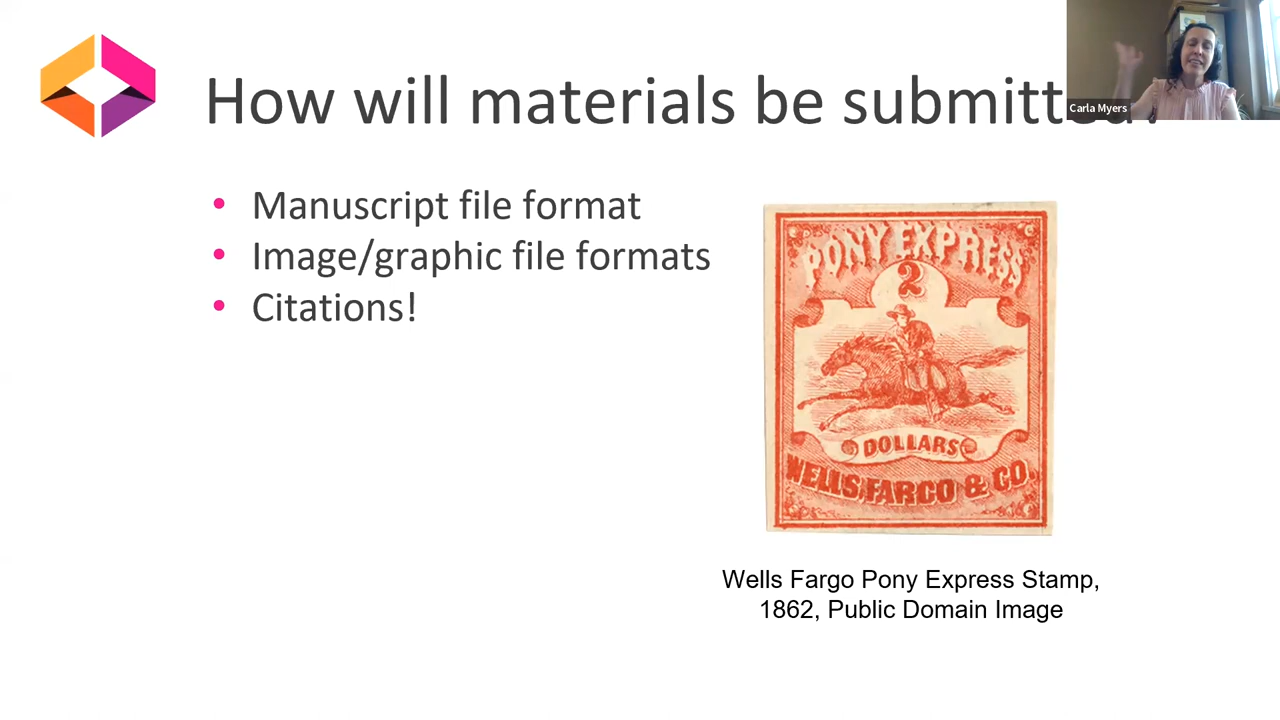 How will materials be submitted?
Carla Myers
• Manuscript file format
• Image/graphic file formats
• Citations!
PONY EXPRESS
2
DOLLARS
WELLS, FARGO & CO.
Wells Fargo Pony Express Stamp,
1862, Public Domain Image